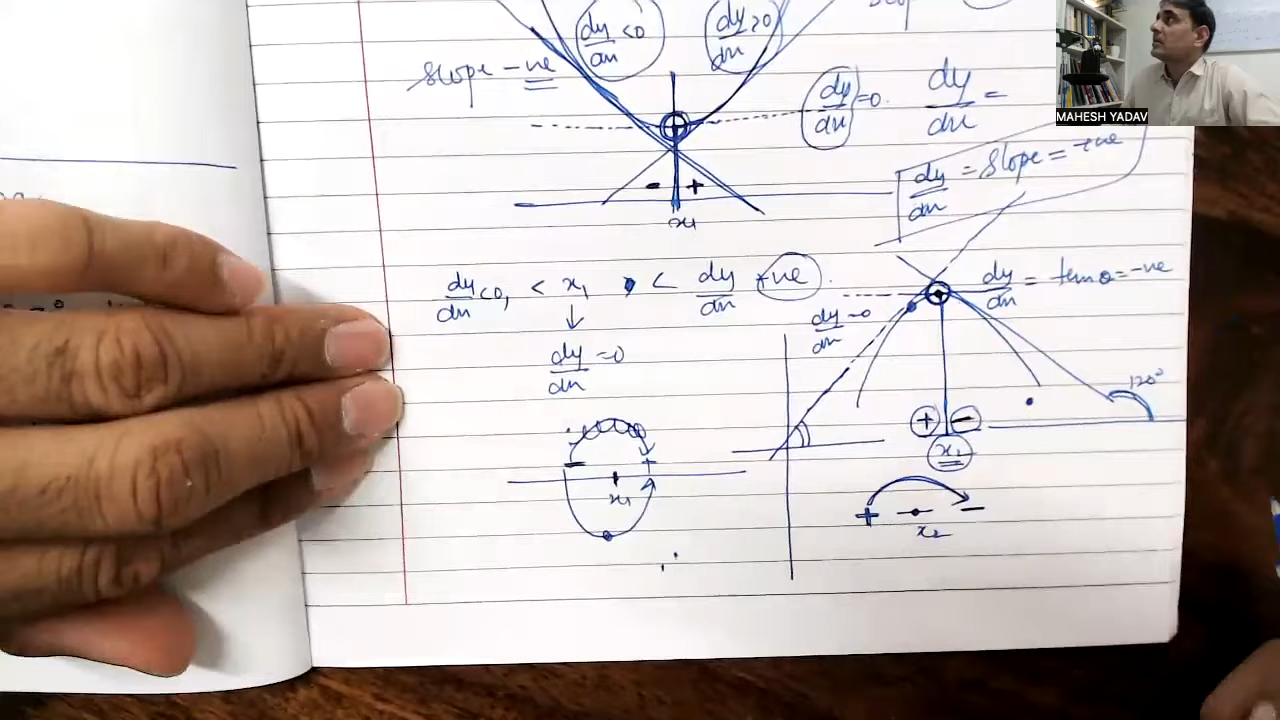 dy/dx < 0
dy/dx > 0
slope -ve
dy/dx = 0
dy/dx =
MAHESH YADAV
dy/dx = slope = +ve
- +
x₁
dy/dx < 0, < x₁ < dy/dx +ve
dy/dx = tanθ = -ve
dy/dx = 0
dy/dx = 0
120°
+ -
x₂
- +
x₁
+ -
x₂